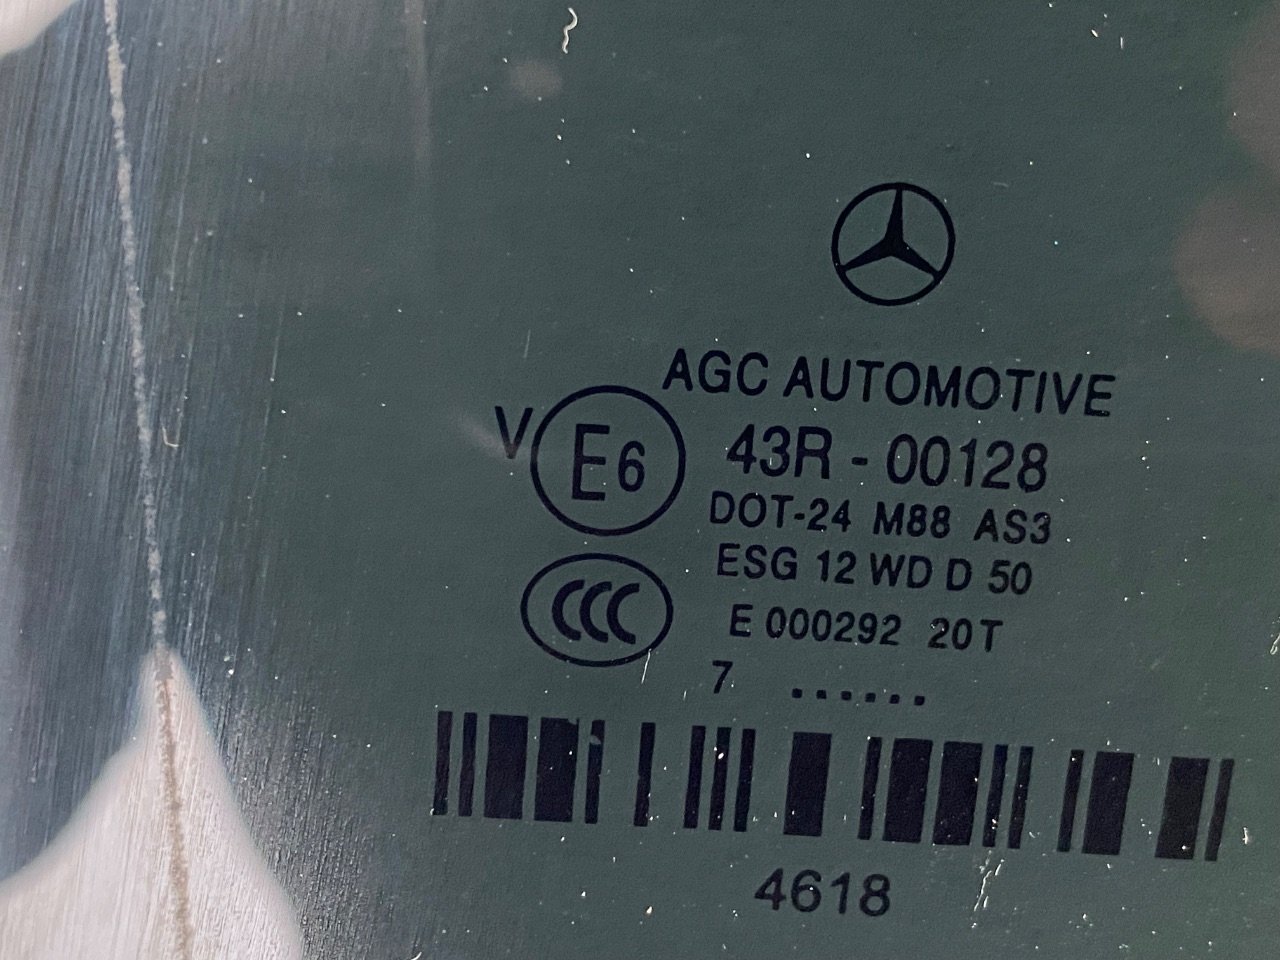 AGC AUTOMOTIVE
V E6 43R - 00128
DOT-24 M88 AS3
ESG 12 WD D 50
CCC E 000292 20T
7 ......
4618